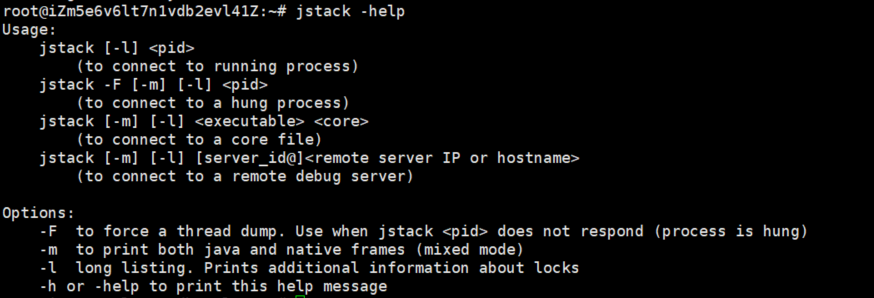 root@iZm5e6v6lt7n1vdb2evl41Z:~# jstack -help
Usage:
    jstack [-l] <pid>
        (to connect to running process)
    jstack -F [-m] [-l] <pid>
        (to connect to a hung process)
    jstack [-m] [-l] <executable> <core>
        (to connect to a core file)
    jstack [-m] [-l] [server_id@]<remote server IP or hostname>
        (to connect to a remote debug server)

Options:
    -F  to force a thread dump. Use when jstack <pid> does not respond (process is hung)
    -m  to print both java and native frames (mixed mode)
    -l  long listing. Prints additional information about locks
    -h or -help to print this help message